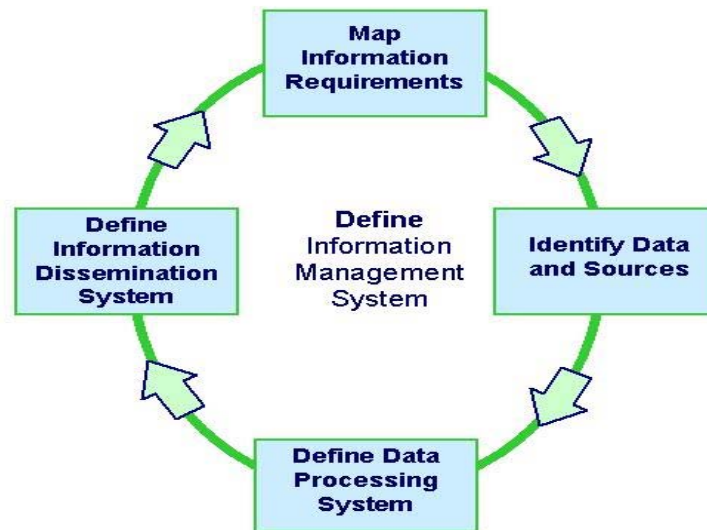 Map
Information
Requirements
Identify Data
and Sources
Define Data
Processing
System
Define
Information
Dissemination
System
Define
Information
Management
System